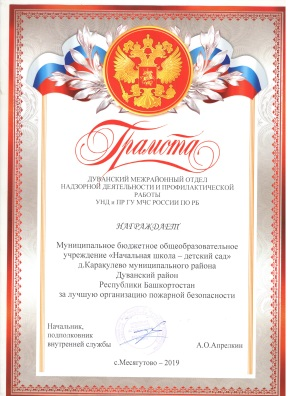 Грамота
ДУВАНСКИЙ МЕЖРАЙОННЫЙ ОТДЕЛ
НАДЗОРНОЙ ДЕЯТЕЛЬНОСТИ И ПРОФИЛАКТИЧЕСКОЙ
РАБОТЫ
УНД и ПР ГУ МЧС РОССИИ ПО РБ
НАГРАЖДАЕТ
Муниципальное бюджетное общеобразовательное
учреждение «Начальная школа – детский сад»
д.Каракулево муниципального района
Дуванский район
Республики Башкортостан
за лучшую организацию пожарной безопасности
Начальник,
подполковник
внутренней службы А.О.Апрелкин
с.Месягутово – 2019